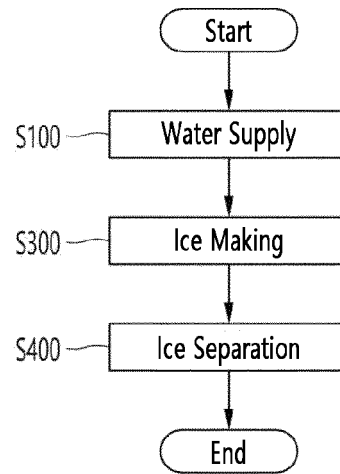 Start
S100 Water Supply
S300 Ice Making
S400 Ice Separation
End